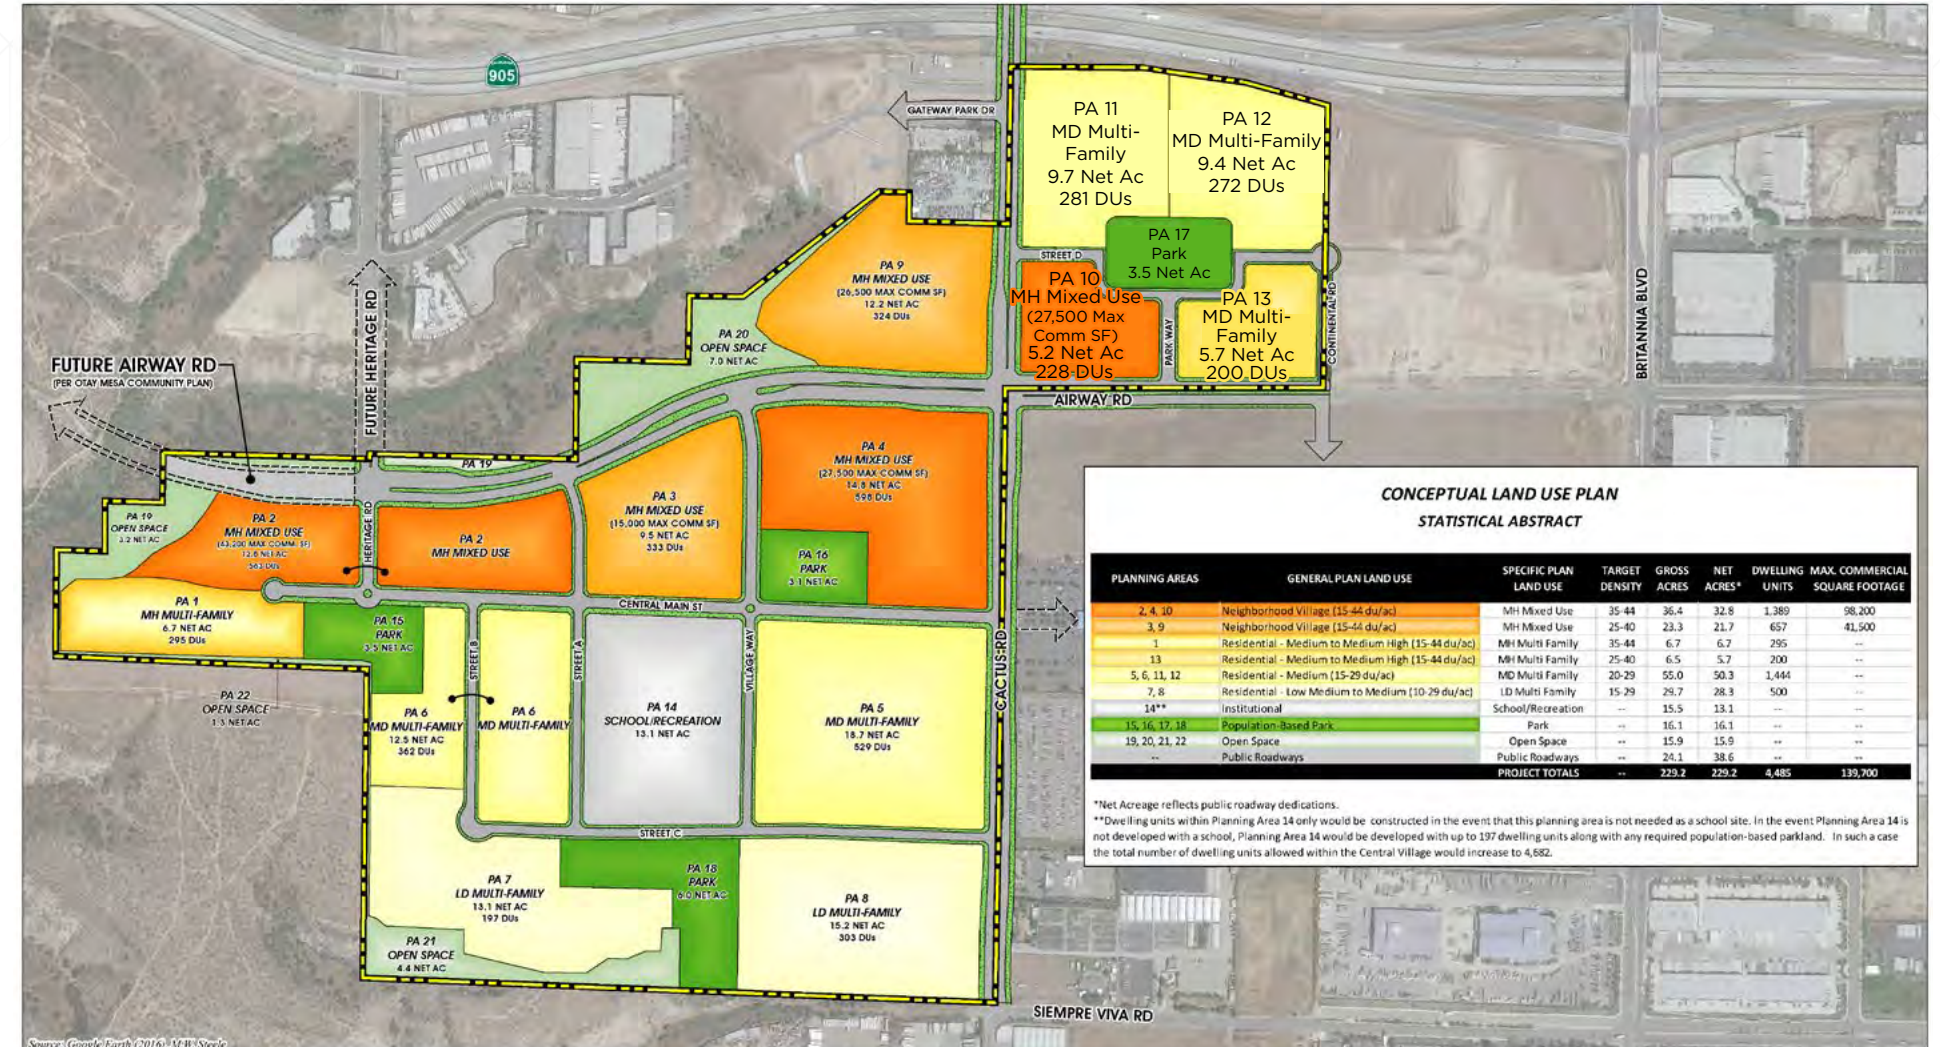 905
GATEWAY PARK DR
PA 11
MD Multi-
Family
9.7 Net Ac
281 DUs
PA 12
MD Multi-Family
9.4 Net Ac
272 DUs
PA 17
Park
3.5 Net Ac
STREET D
PA 10
MH Mixed Use
(27,500 Max
Comm SF)
5.2 Net Ac
228 DUs
PARK WAY
PA 13
MD Multi-
Family
5.7 Net Ac
200 DUs
CONTINENTAL RD
BRITANNIA BLVD
PA 9
MH MIXED USE
(26,500 MAX COMM SF)
12.2 NET AC
324 DUs
PA 20
OPEN SPACE
7.0 NET AC
FUTURE HERITAGE RD
FUTURE AIRWAY RD
(PER OTAY MESA COMMUNITY PLAN)
AIRWAY RD
PA 19
PA 19
OPEN SPACE
3.2 NET AC
PA 2
MH MIXED USE
(43,200 MAX COMM. SF)
12.8 NET AC
563 DUs
HERITAGE RD
PA 2
MH MIXED USE
PA 3
MH MIXED USE
(15,000 MAX COMM SF)
9.5 NET AC
333 DUs
PA 4
MH MIXED USE
(27,500 MAX COMM SF)
14.8 NET AC
598 DUs
PA 16
PARK
3.1 NET AC
PA 1
MH MULTI-FAMILY
6.7 NET AC
295 DUs
PA 15
PARK
3.5 NET AC
CENTRAL MAIN ST
STREET B
STREET A
VILLAGE WAY
CACTUS RD
PA 22
OPEN SPACE
1.3 NET AC
PA 6
MD MULTI-FAMILY
12.5 NET AC
362 DUs
PA 6
MD MULTI-FAMILY
PA 14
SCHOOL/RECREATION
13.1 NET AC
PA 5
MD MULTI-FAMILY
18.7 NET AC
529 DUs
STREET C
PA 7
LD MULTI-FAMILY
13.1 NET AC
197 DUs
PA 18
PARK
6.0 NET AC
PA 8
LD MULTI-FAMILY
15.2 NET AC
303 DUs
PA 21
OPEN SPACE
4.4 NET AC
SIEMPRE VIVA RD
CONCEPTUAL LAND USE PLAN
STATISTICAL ABSTRACT
PLANNING AREAS GENERAL PLAN LAND USE SPECIFIC PLAN LAND USE TARGET DENSITY GROSS ACRES NET ACRES* DWELLING UNITS MAX. COMMERCIAL SQUARE FOOTAGE
2, 4, 10 Neighborhood Village (15-44 du/ac) MH Mixed Use 35-44 36.4 32.8 1,389 98,200
3, 9 Neighborhood Village (15-44 du/ac) MH Mixed Use 25-40 23.3 21.7 657 41,500
1 Residential - Medium to Medium High (15-44 du/ac) MH Multi Family 35-44 6.7 6.7 295 --
13 Residential - Medium to Medium High (15-44 du/ac) MH Multi Family 25-40 6.5 5.7 200 --
5, 6, 11, 12 Residential - Medium (15-29 du/ac) MD Multi Family 20-29 55.0 50.3 1,444 --
7, 8 Residential - Low Medium to Medium (10-29 du/ac) LD Multi Family 15-29 29.7 28.3 500 --
14** Institutional School/Recreation -- 15.5 13.1 -- --
15, 16, 17, 18 Population-Based Park Park -- 16.1 16.1 -- --
19, 20, 21, 22 Open Space Open Space -- 15.9 15.9 -- --
-- Public Roadways Public Roadways -- 24.1 38.6 -- --
PROJECT TOTALS -- 229.2 229.2 4,485 139,700
*Net Acreage reflects public roadway dedications.
**Dwelling units within Planning Area 14 only would be constructed in the event that this planning area is not needed as a school site. In the event Planning Area 14 is
not developed with a school, Planning Area 14 would be developed with up to 197 dwelling units along with any required population-based parkland. In such a case
the total number of dwelling units allowed within the Central Village would increase to 4,682.
Source: Google Earth (2016), M.W. Steele